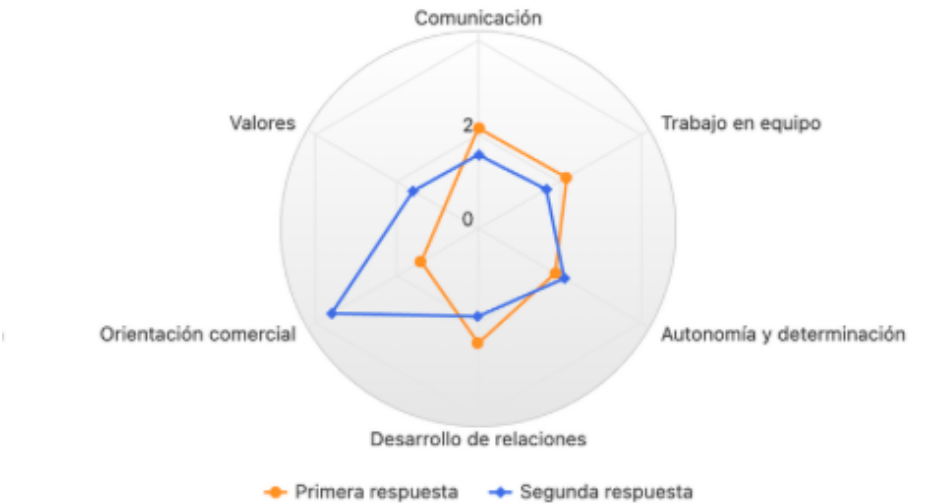 Comunicación
Valores
Trabajo en equipo
2
0
Orientación comercial
Autonomía y determinación
Desarrollo de relaciones
Primera respuesta
Segunda respuesta